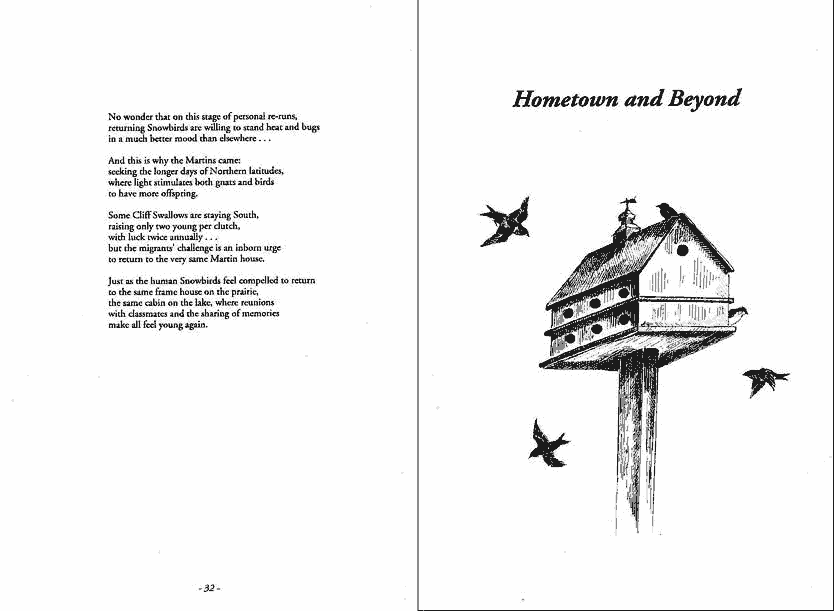 No wonder that on this stage of personal re-runs,
returning Snowbirds are willing to stand heat and bugs
in a much better mood than elsewhere . . .
And this is why the Martins came:
seeking the longer days of Northern latitudes,
where light stimulates both gnats and birds
to have more offspring.
Some Cliff Swallows are staying South,
raising only two young per clutch,
with luck twice annually . . .
but the migrants' challenge is an inborn urge
to return to the very same Martin house.
Just as the human Snowbirds feel compelled to return
to the same frame house on the prairie,
the same cabin on the lake, where reunions
with classmates and the sharing of memories
make all feel young again.
- 32 -
Hometown and Beyond